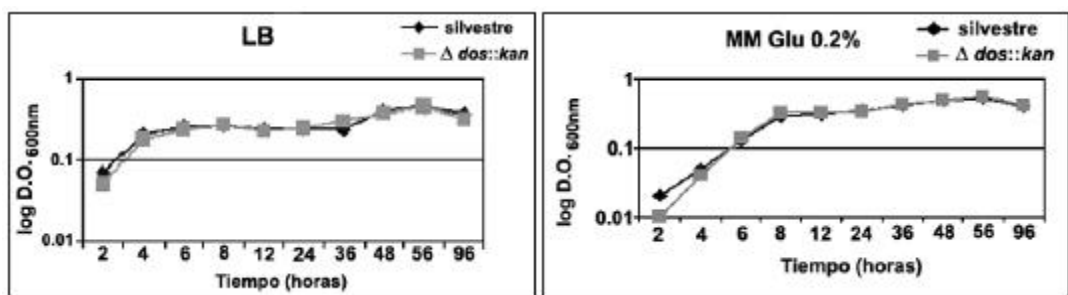 LB
silvestre
Δ dos::kan
log D.O.600nm
1
0.1
0.01
2 4 6 8 12 24 36 48 56 96
Tiempo (horas)
MM Glu 0.2%
silvestre
Δ dos::kan
log D.O.600nm
1
0.1
0.01
2 4 6 8 12 24 36 48 56 96
Tiempo (horas)